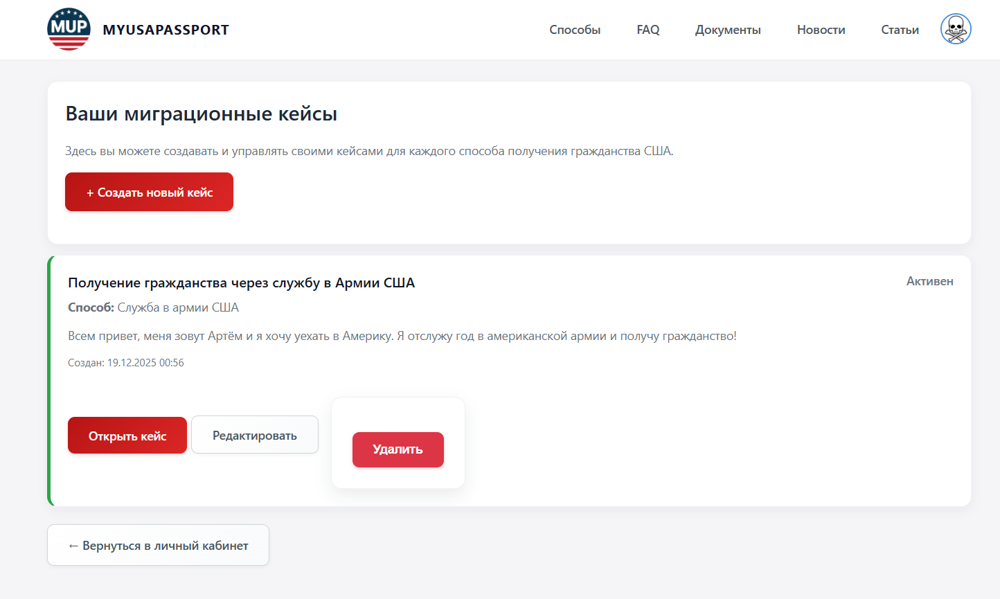 MUP
MYUSAPASSPORT
Способы
FAQ
Документы
Новости
Статьи
Ваши миграционные кейсы
Здесь вы можете создавать и управлять своими кейсами для каждого способа получения гражданства США.
+ Создать новый кейс
Получение гражданства через службу в Армии США
Активен
Способ: Служба в армии США
Всем привет, меня зовут Артём и я хочу уехать в Америку. Я отслужу год в американской армии и получу гражданство!
Создан: 19.12.2025 00:56
Открыть кейс
Редактировать
Удалить
← Вернуться в личный кабинет